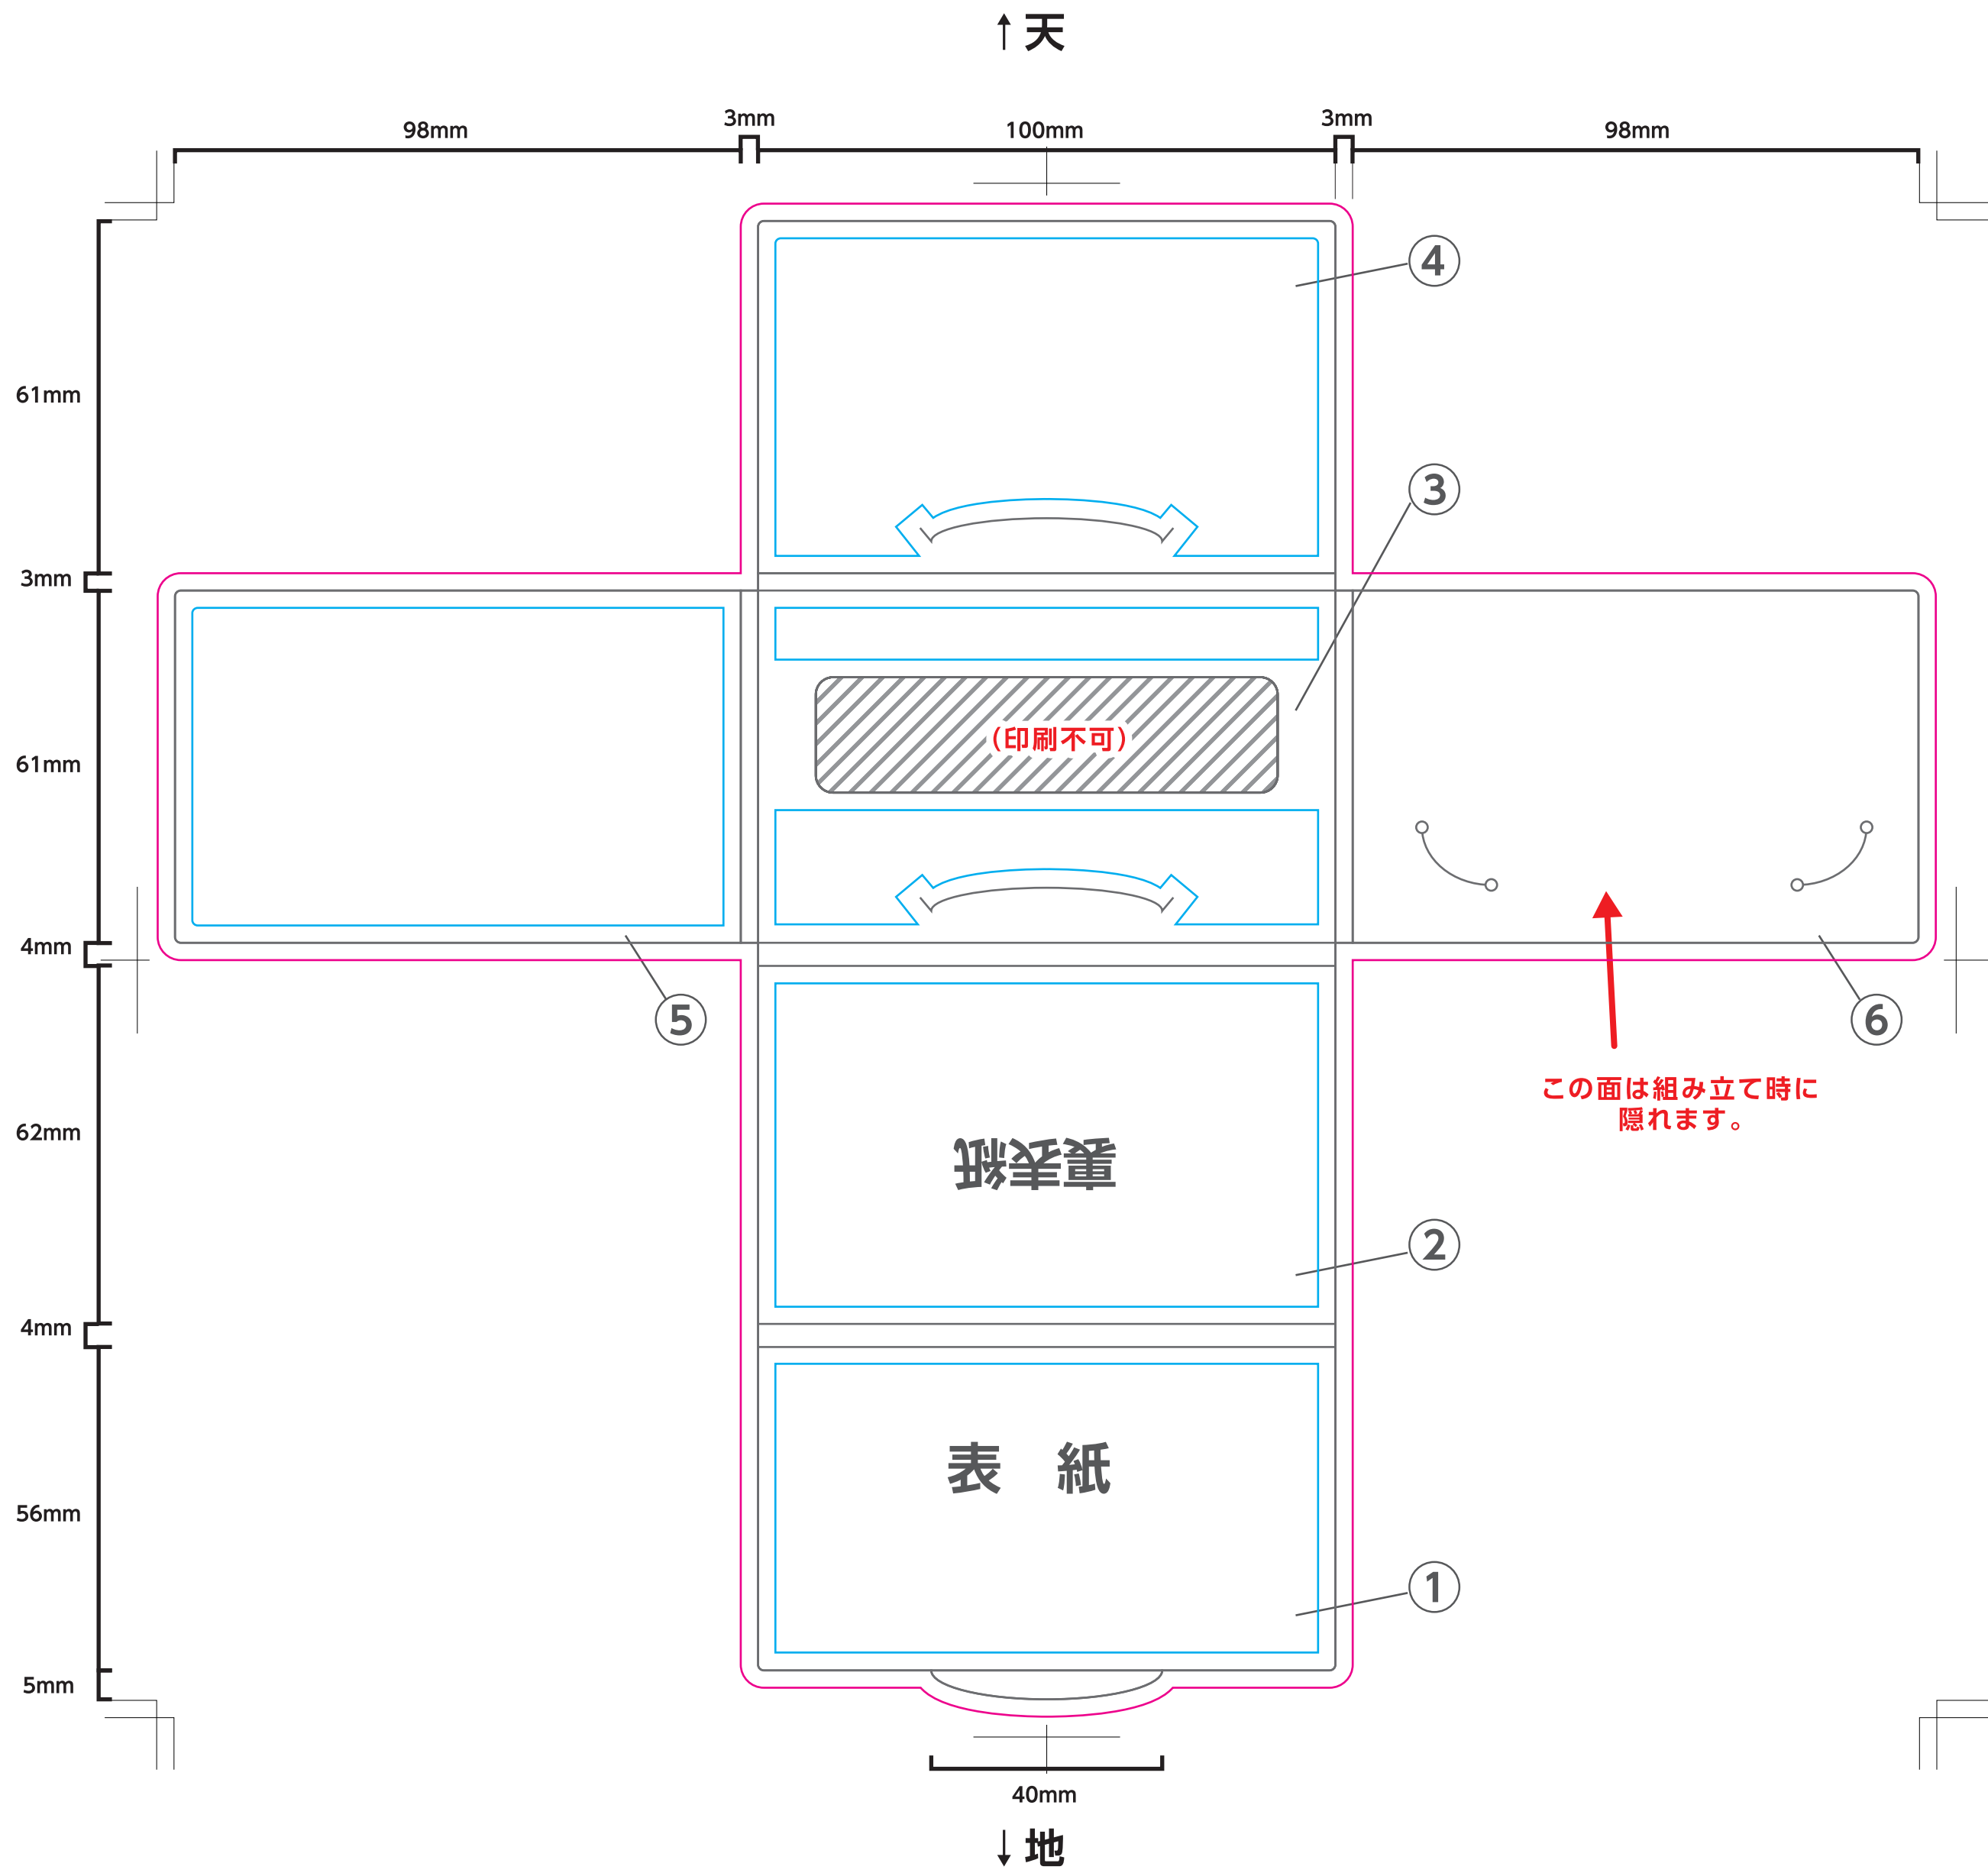 ↑天
3mm
3mm
98mm
100mm
98mm
④
61mm
③
3mm
(印刷不可)
61mm
4mm
⑤
⑥
この面は組み立て時に
隠れます。
62mm
裏表紙
②
4mm
表 紙
56mm
①
5mm
40mm
↓地